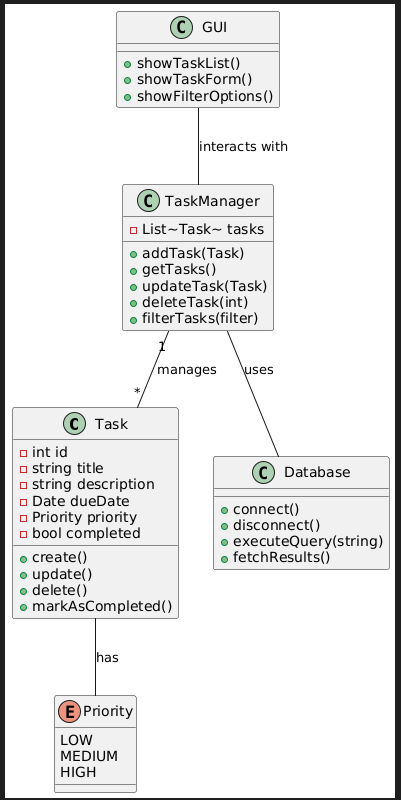 C GUI
showTaskList()
showTaskForm()
showFilterOptions()
interacts with
C TaskManager
List~Task~ tasks
addTask(Task)
getTasks()
updateTask(Task)
deleteTask(int)
filterTasks(filter)
1
manages
uses
*
C Task
int id
string title
string description
Date dueDate
Priority priority
bool completed
create()
update()
delete()
markAsCompleted()
C Database
connect()
disconnect()
executeQuery(string)
fetchResults()
has
E Priority
LOW
MEDIUM
HIGH